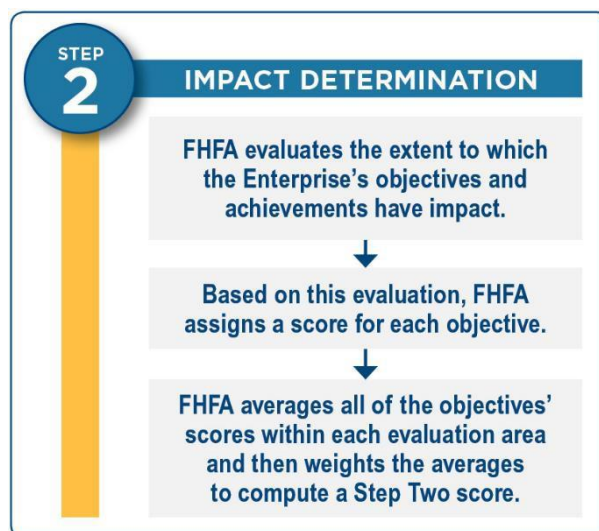 STEP
2
IMPACT DETERMINATION
FHFA evaluates the extent to which
the Enterprise's objectives and
achievements have impact.
Based on this evaluation, FHFA
assigns a score for each objective.
FHFA averages all of the objectives'
scores within each evaluation area
and then weights the averages
to compute a Step Two score.